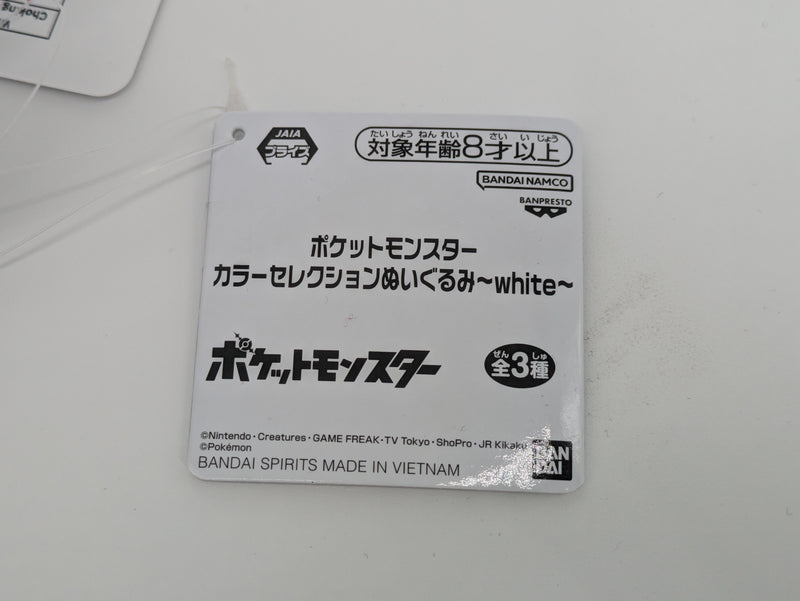 Choking
JAIA
プライズ
たいしょうねんれい さいいじょう
対象年齢8才以上
BANDAI NAMCO
BANPRESTO
ポケットモンスター
カラーセレクションぬいぐるみ~white~
ポケットモンスター
ぜん しゅ
全3種
©Nintendo・Creatures・GAME FREAK・TV Tokyo・ShoPro・JR Kikaku
©Pokémon
BANDAI SPIRITS MADE IN VIETNAM
BAN
DAI